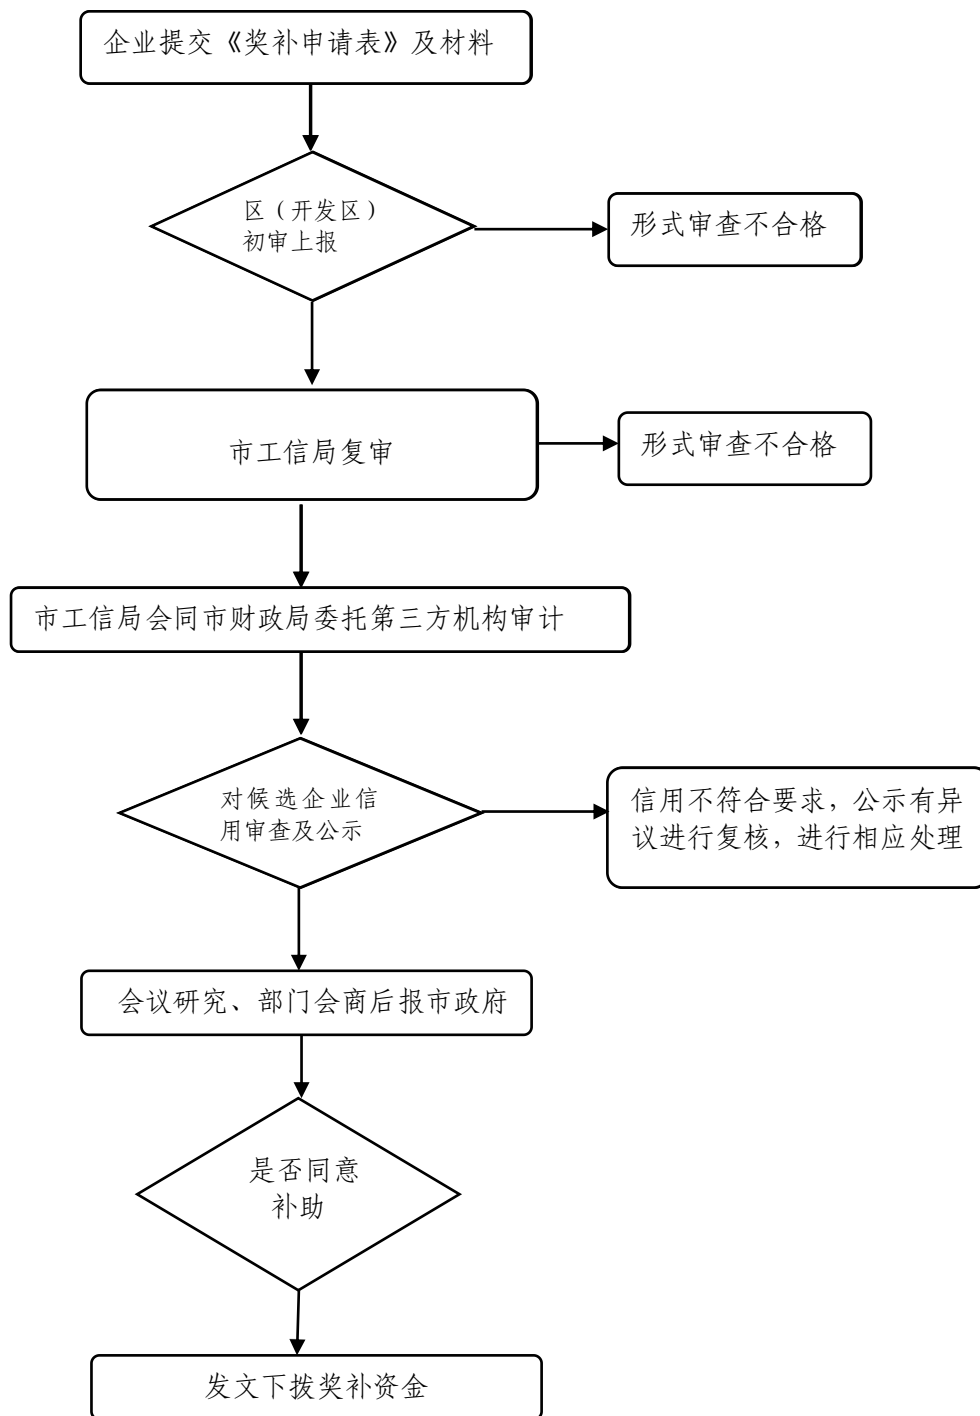 企业提交《奖补申请表》及材料
区（开发区）
初审上报
形式审查不合格
市工信局复审
形式审查不合格
市工信局会同市财政局委托第三方机构审计
对候选企业信
用审查及公示
信用不符合要求，公示有异
议进行复核，进行相应处理
会议研究、部门会商后报市政府
是否同意
补助
发文下拨奖补资金